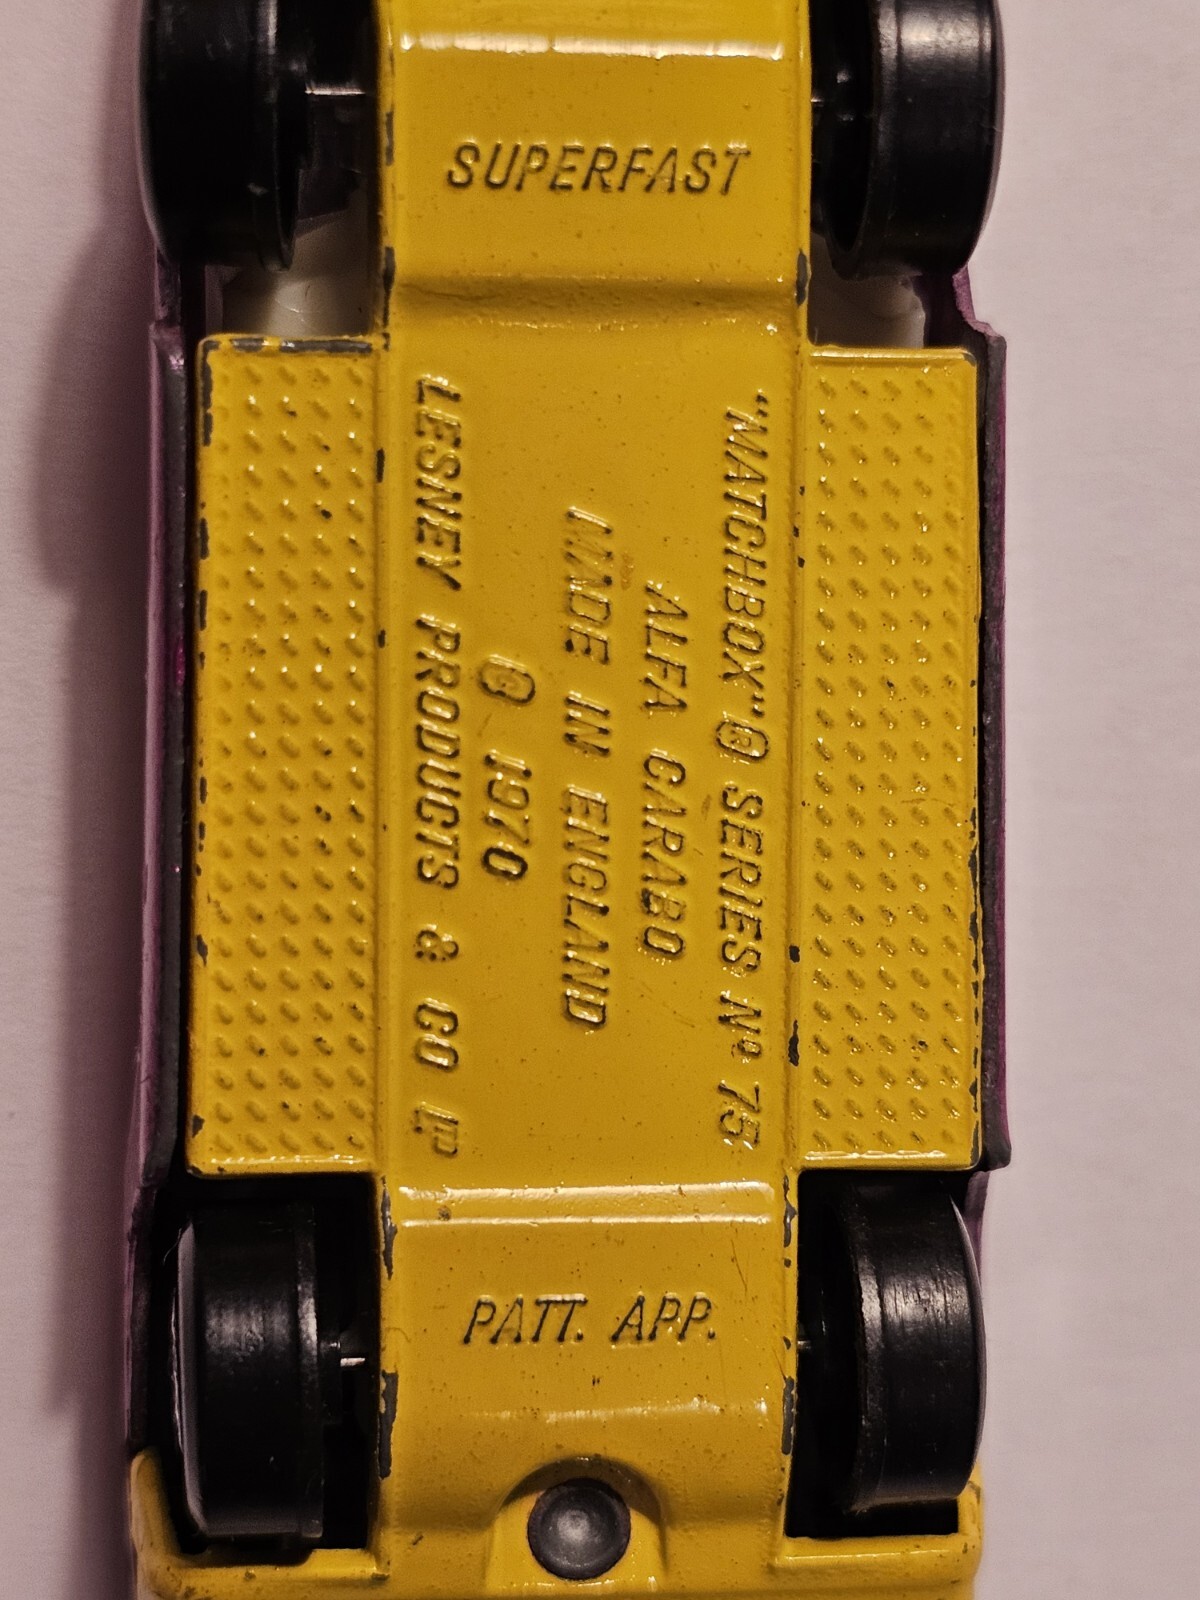 SUPERFAST
"MATCHBOX" ® SERIES Nº 75
ALFA CARABO
MADE IN ENGLAND
© 1970
LESNEY PRODUCTS & CO LTD
PATT. APP.